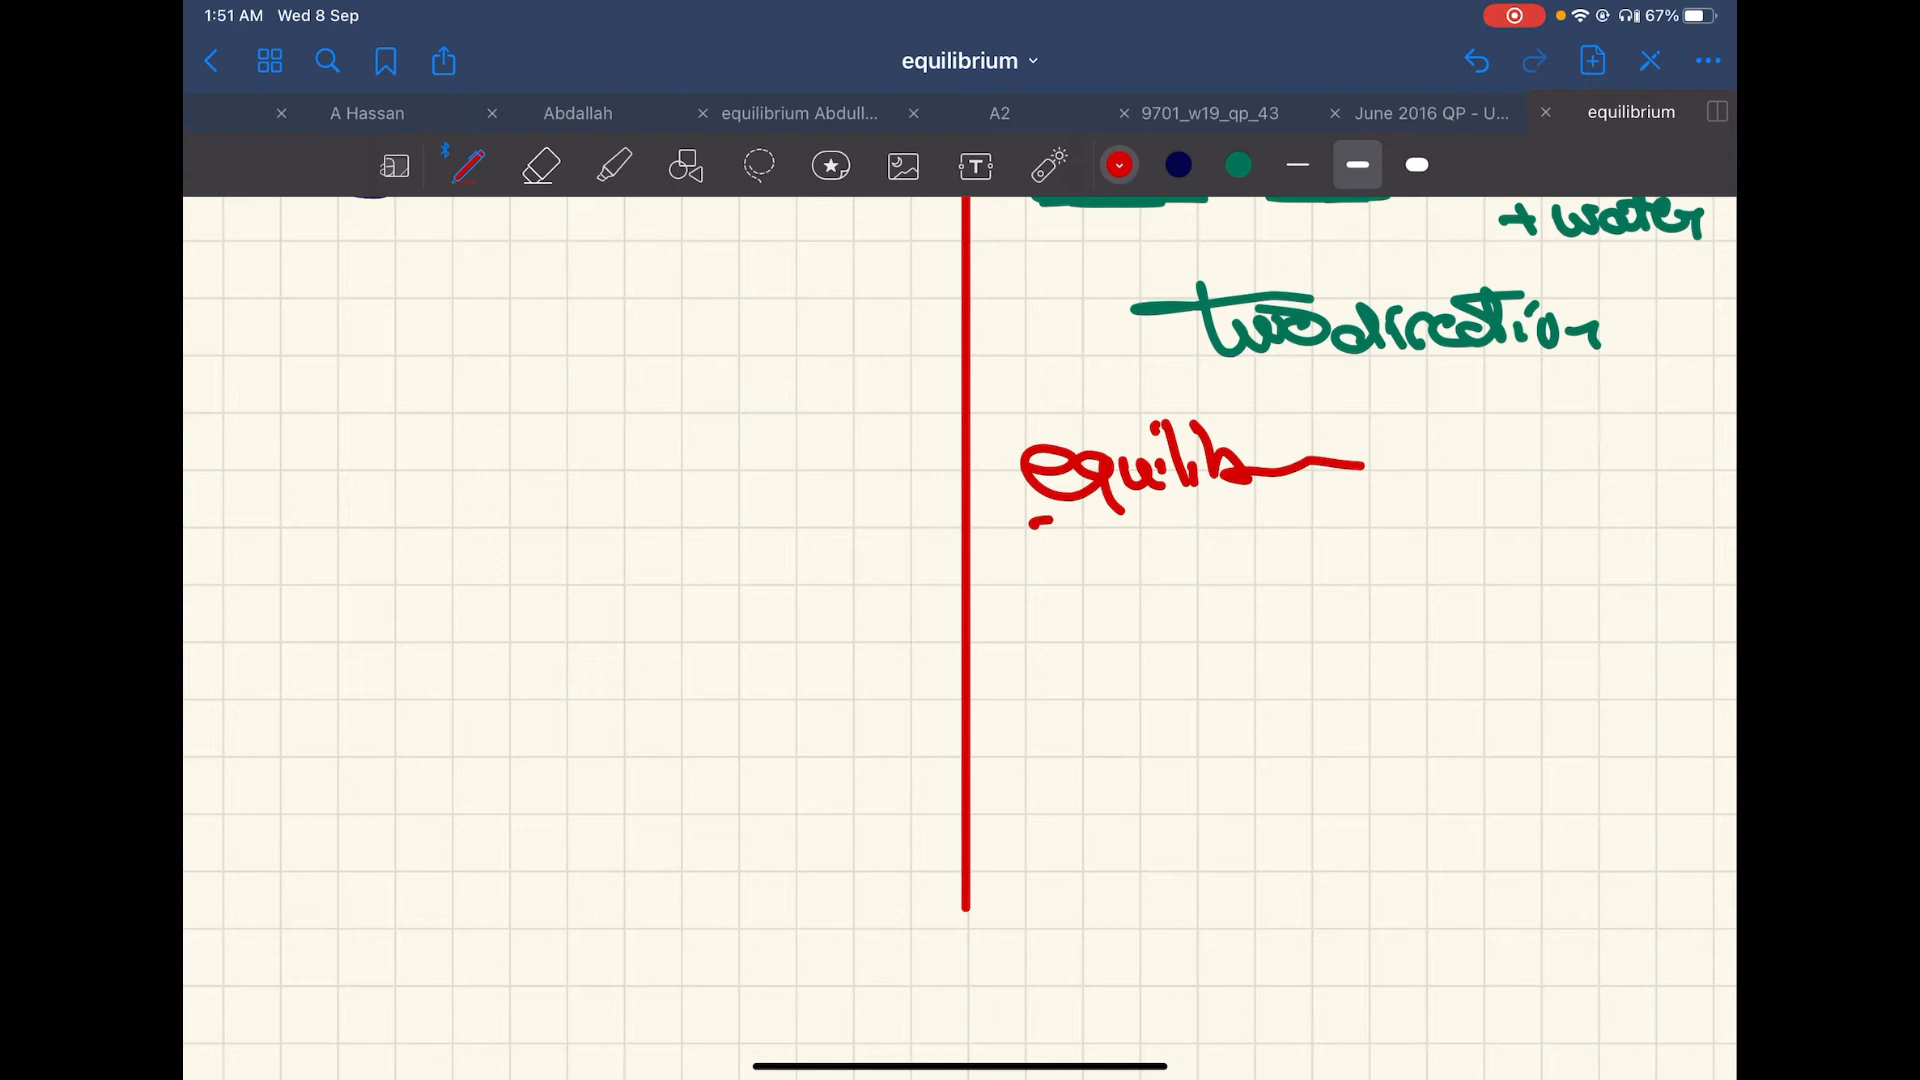 1:51 AM Wed 8 Sep 67%
equilibrium
A Hassan Abdallah equilibrium Abdull... A2 9701_w19_qp_43 June 2016 QP - U... equilibrium
T
+ water
two direction
equilib